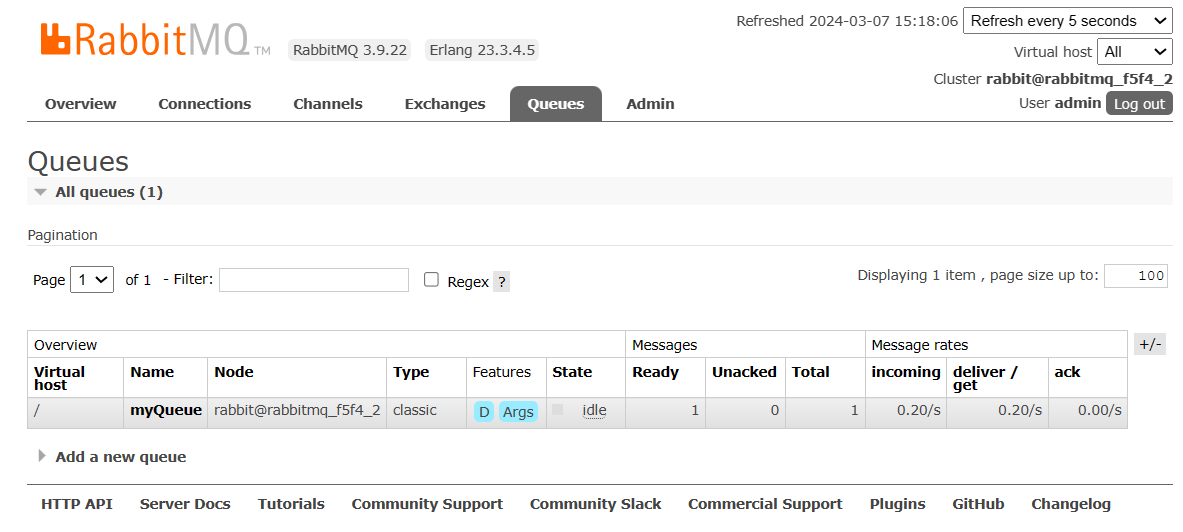 RabbitMQ TM RabbitMQ 3.9.22 Erlang 23.3.4.5
Refreshed 2024-03-07 15:18:06 Refresh every 5 seconds
Virtual host All
Cluster rabbit@rabbitmq_f5f4_2
User admin Log out
Overview Connections Channels Exchanges Queues Admin
Queues
All queues (1)
Pagination
Page 1 of 1 - Filter: Regex ? Displaying 1 item , page size up to: 100
Overview Messages Message rates +/-
Virtual host Name Node Type Features State Ready Unacked Total incoming deliver / get ack
/ myQueue rabbit@rabbitmq_f5f4_2 classic D Args idle 1 0 1 0.20/s 0.20/s 0.00/s
Add a new queue
HTTP API Server Docs Tutorials Community Support Community Slack Commercial Support Plugins GitHub Changelog